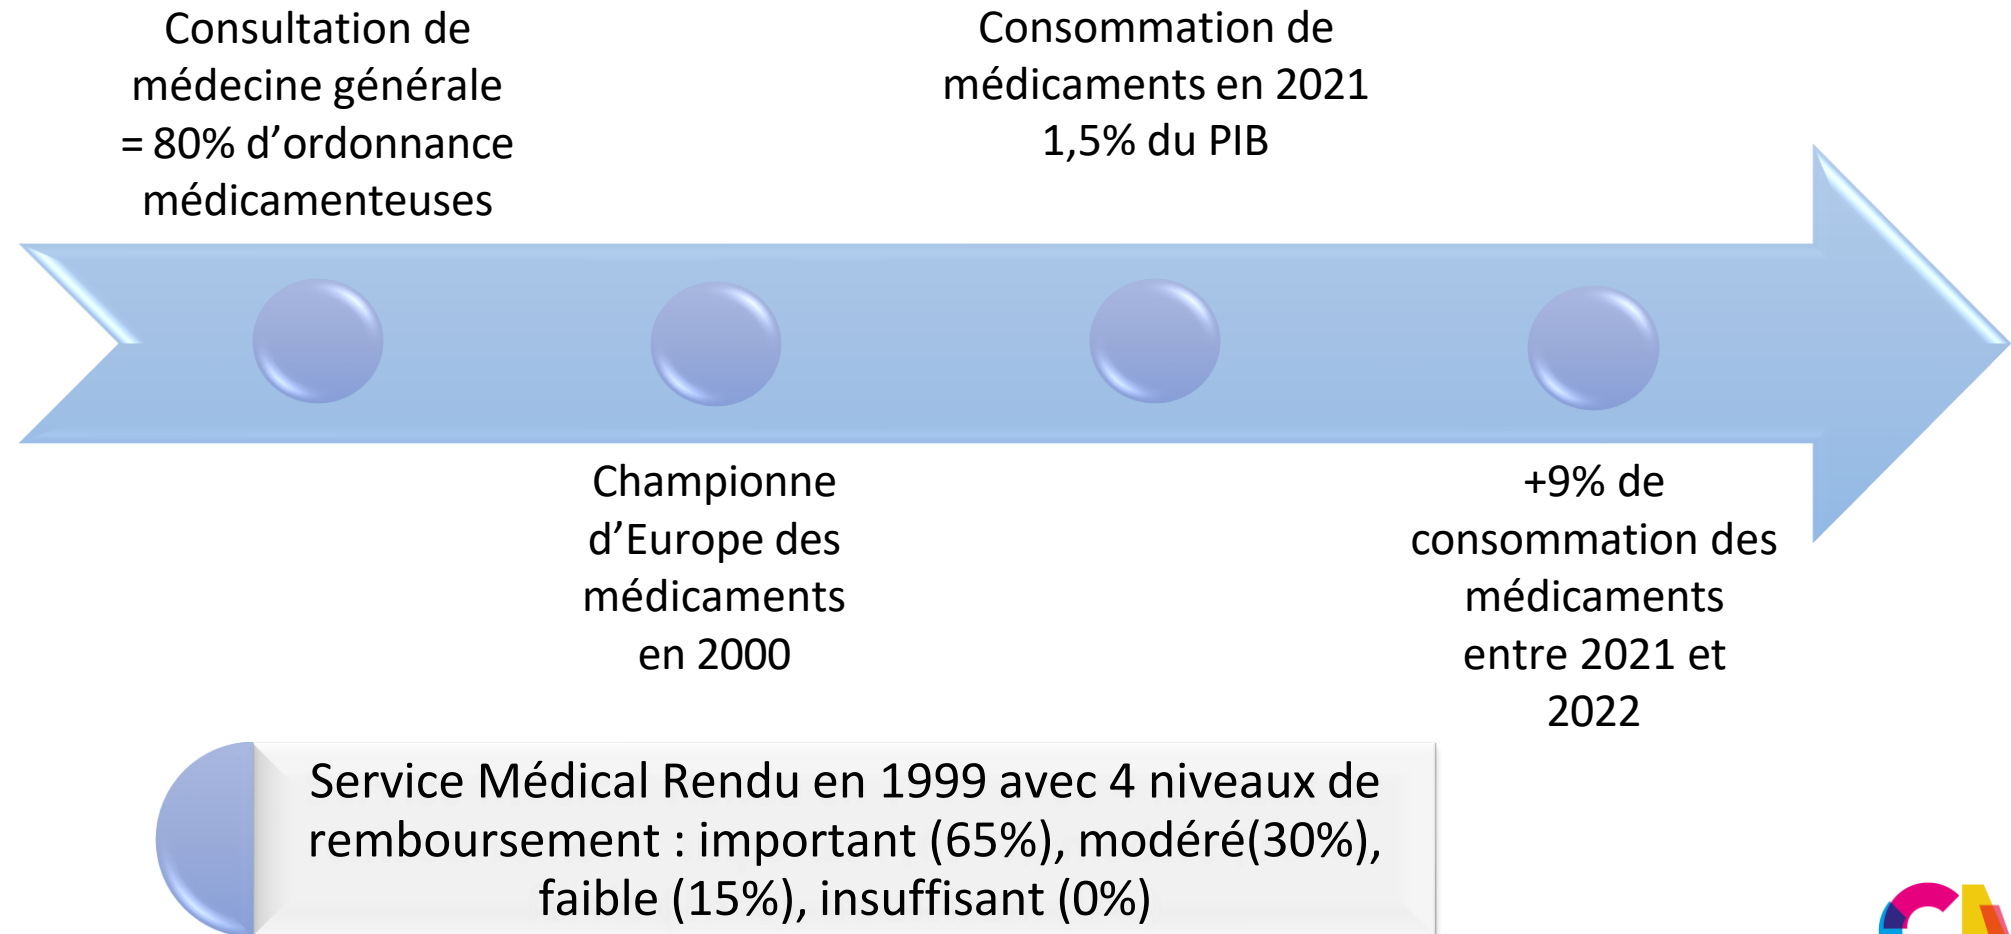 Consultation de
médecine générale
= 80% d’ordonnance
médicamenteuses
Championne
d’Europe des
médicaments
en 2000
Consommation de
médicaments en 2021
1,5% du PIB
+9% de
consommation des
médicaments
entre 2021 et
2022
Service Médical Rendu en 1999 avec 4 niveaux de
remboursement : important (65%), modéré(30%),
faible (15%), insuffisant (0%)